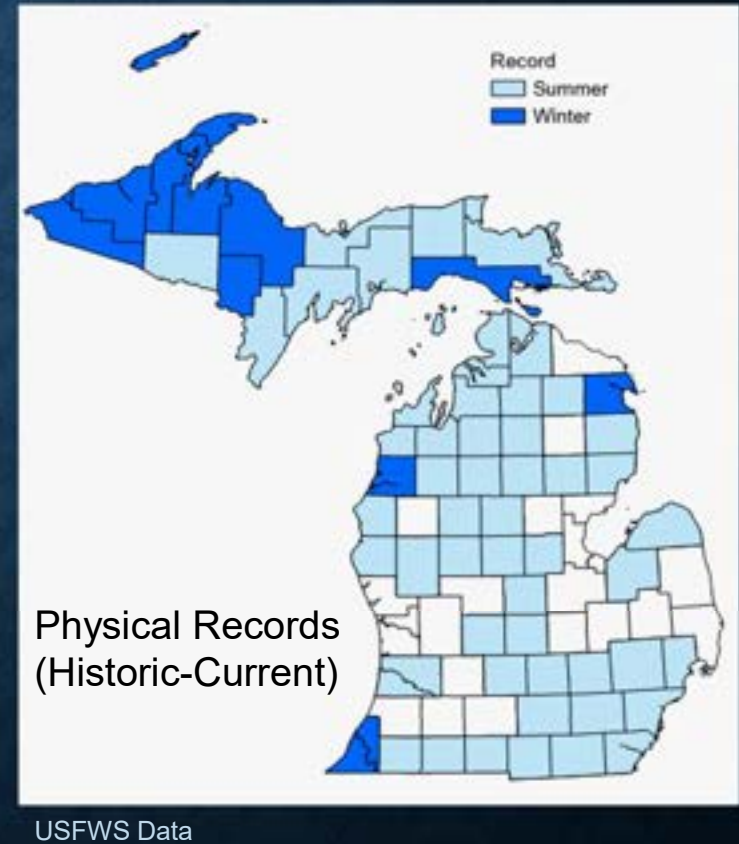 Record
Summer
Winter
Physical Records
(Historic-Current)
USFWS Data